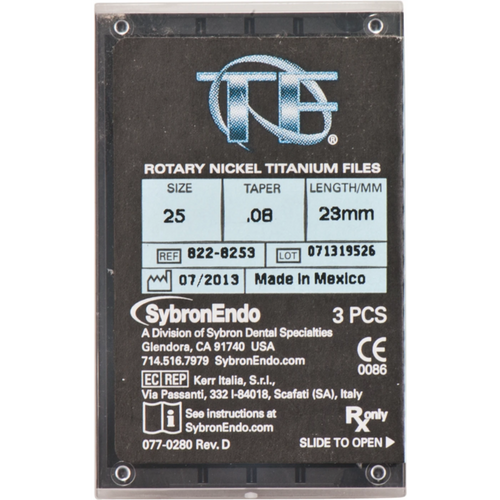 TF®
ROTARY NICKEL TITANIUM FILES
SIZE TAPER LENGTH/MM
25 .08 23mm
REF 822-8253 LOT 071319526
07/2013 Made in Mexico
SybronEndo 3 PCS
A Division of Sybron Dental Specialties
Glendora, CA 91740 USA
714.516.7979 SybronEndo.com
CE
0086
EC REP Kerr Italia, S.r.l.,
Via Passanti, 332 I-84018, Scafati (SA), Italy
i See instructions at
SybronEndo.com
Rx only
077-0280 Rev. D SLIDE TO OPEN